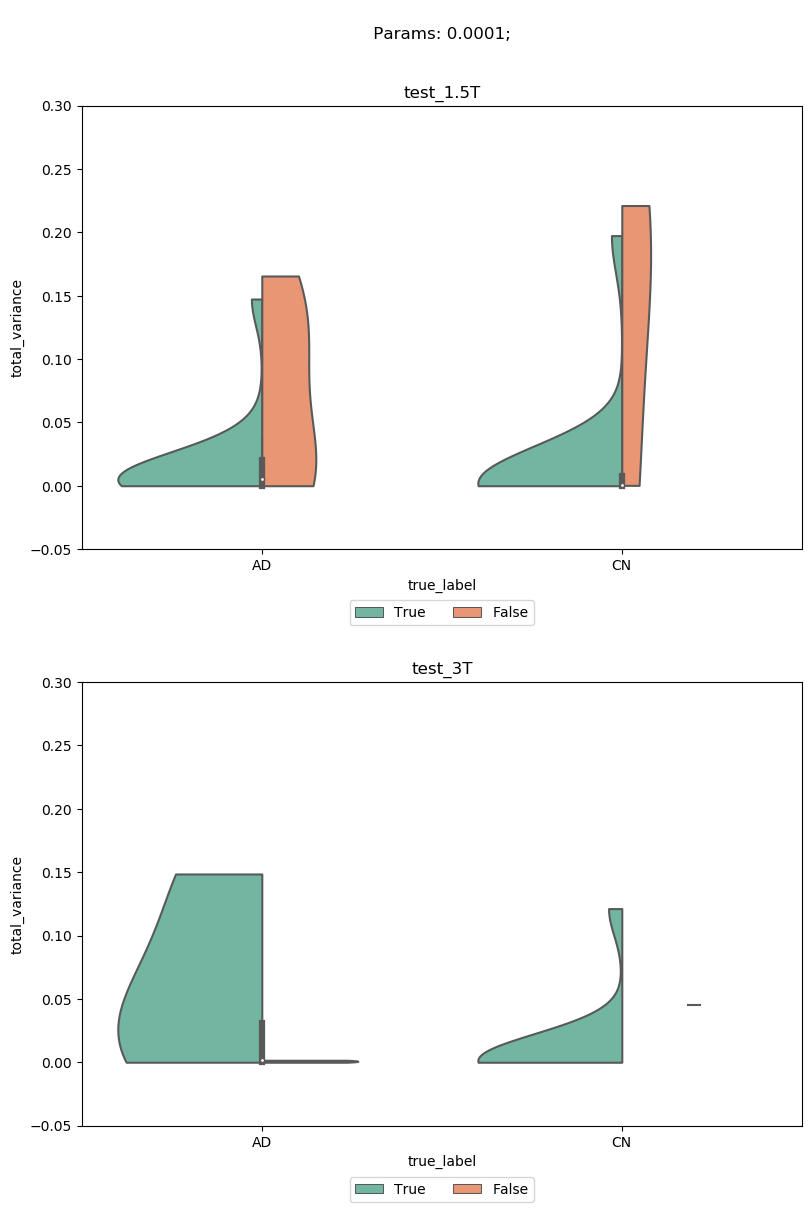 Params: 0.0001;
test_1.5T
0.30
0.25
0.20
0.15
0.10
0.05
0.00
−0.05
total_variance
AD CN
true_label
True False
test_3T
0.30
0.25
0.20
0.15
0.10
0.05
0.00
−0.05
total_variance
AD CN
true_label
True False